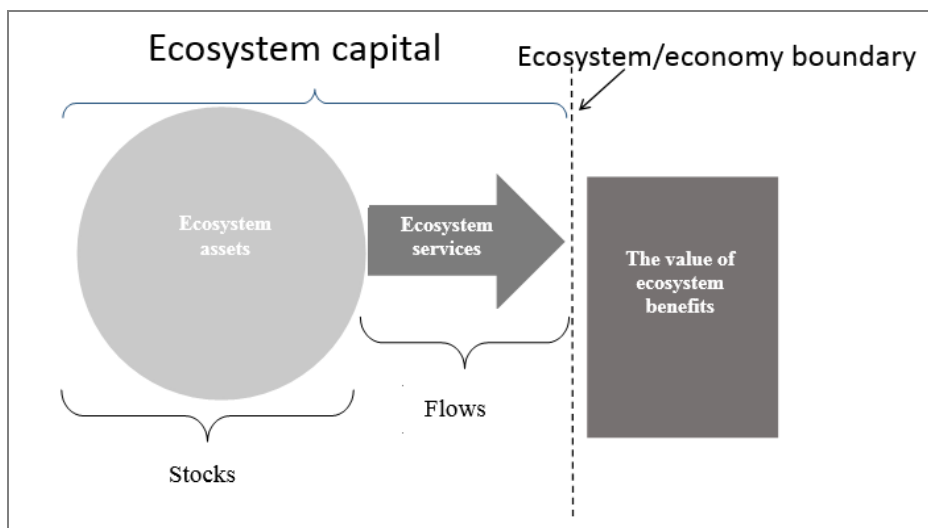 Ecosystem capital
Ecosystem/economy boundary
Ecosystem
assets
Ecosystem
services
The value of
ecosystem
benefits
Flows
Stocks